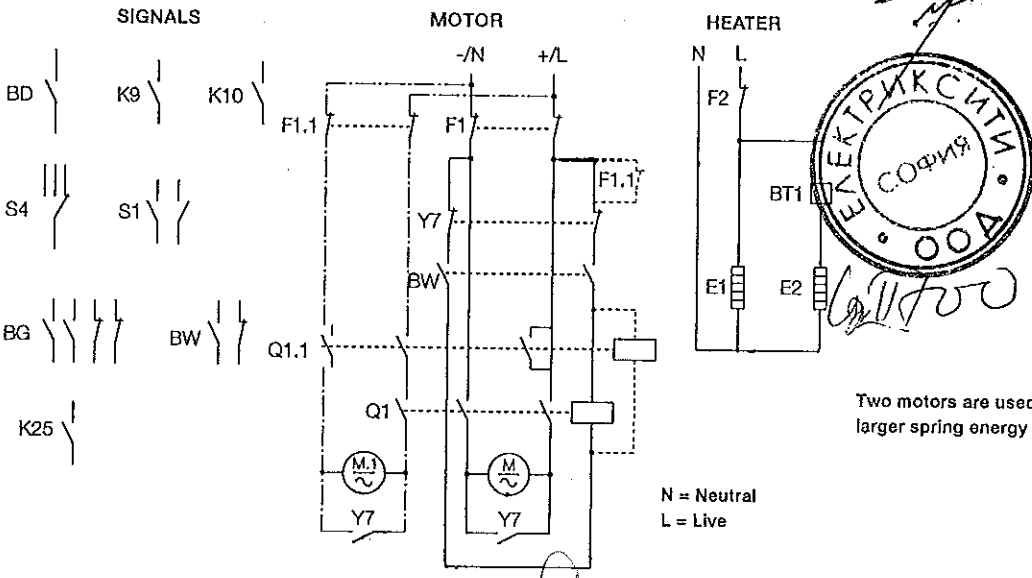 SIGNALS
MOTOR
HEATER
-/N
+/L
N
L
BD
K9
K10
F1.1
F1
F2
F1.1
S4
S1
Y7
BT1
BW
E1
E2
BG
BW
Q1.1
Q1
K25
M.1
M
Y7
Y7
N = Neutral
L = Live
Two motors are used
larger spring energy
ЕЛЕКТРИКСИТИ
ООД
СОФИЯ